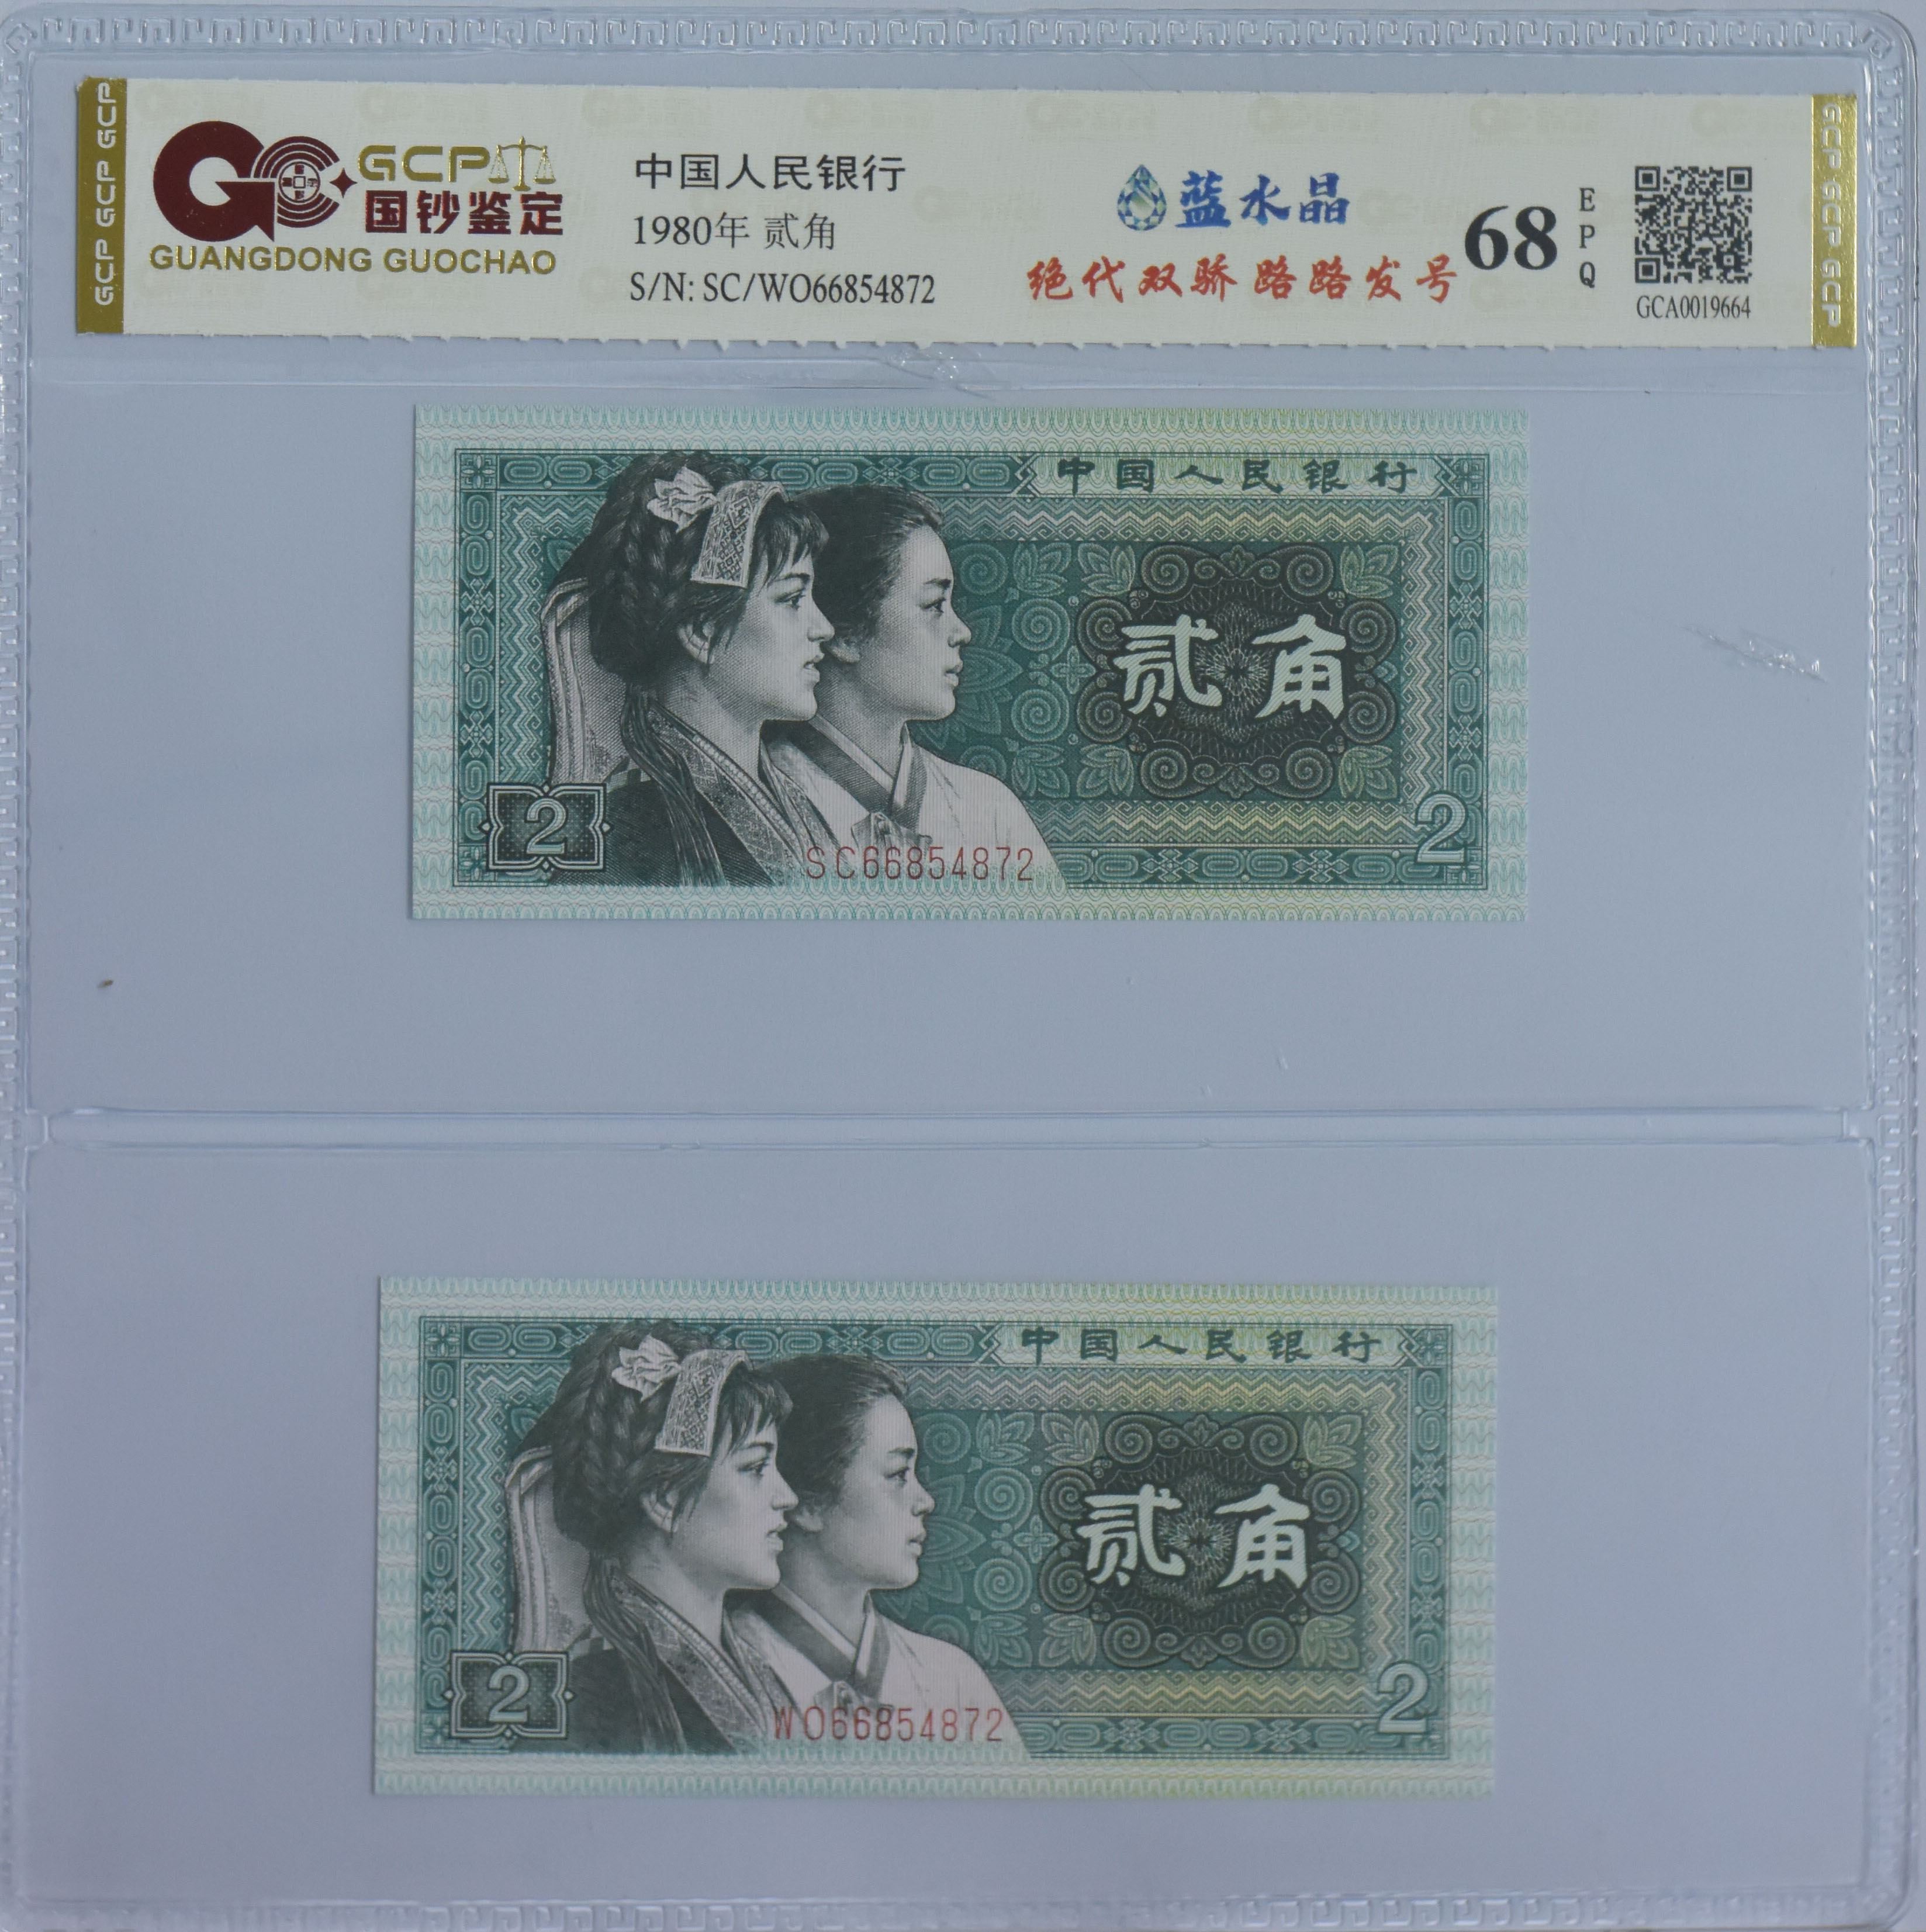 GCP GCP GCP
GCP
国钞鉴定
GUANGDONG GUOCHAO
中国人民银行
1980年 贰角
S/N: SC/WO66854872
蓝水晶
绝代双骄 路路发号
68
EPQ
GCA0019664
GCP GCP GCP
中国人民银行
贰角
2
2
SC66854872
中国人民银行
贰角
2
2
WO66854872